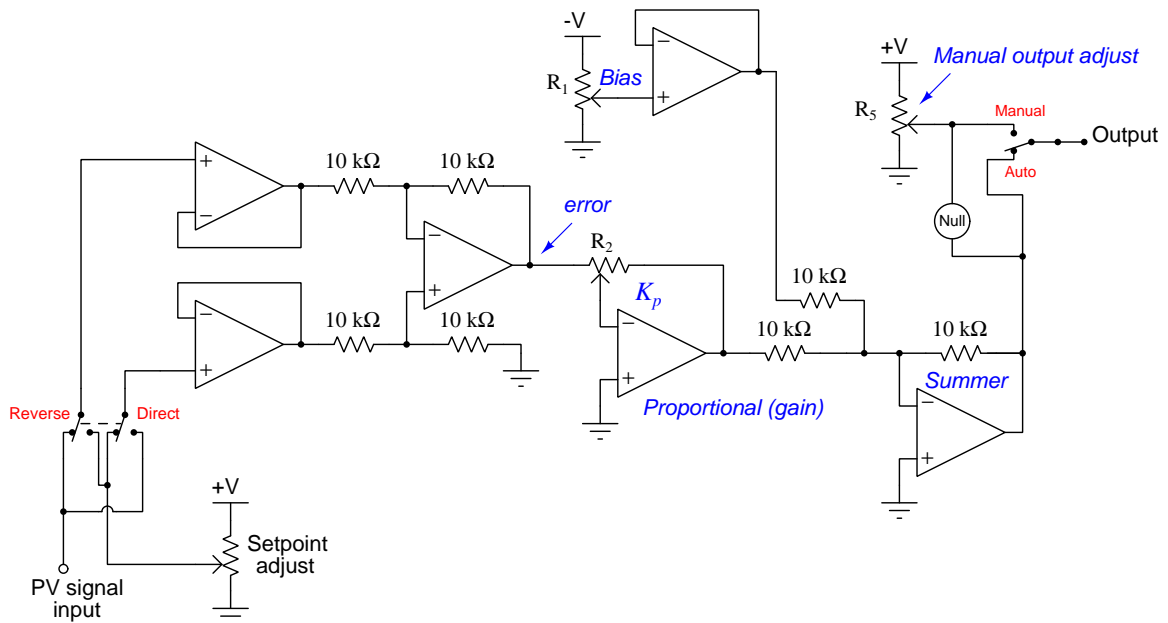 -V
R1
Bias
−
+
+V
Manual output adjust
R5
Manual
Output
Auto
Null
+
−
10 kΩ
10 kΩ
−
+
error
R2
Kp
−
+
10 kΩ
10 kΩ
−
+
Proportional (gain)
10 kΩ
10 kΩ
10 kΩ
Summer
−
+
Reverse
Direct
+V
Setpoint
adjust
PV signal
input